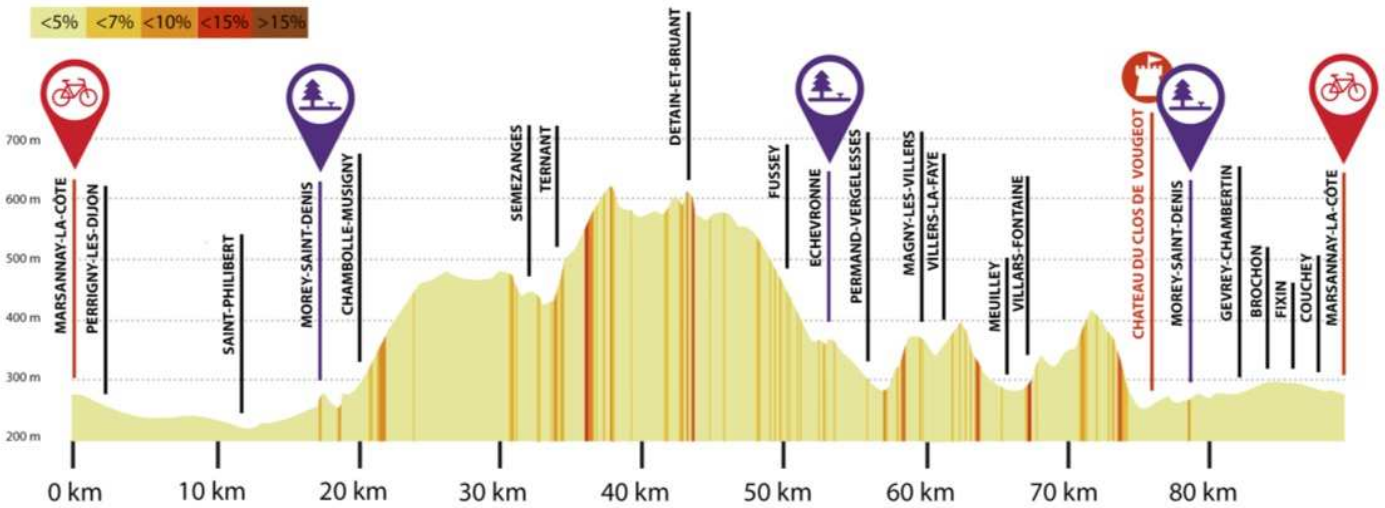 <5% <7% <10% <15% >15%
MARSANNAY-LA-CÔTE
PERRIGNY-LES-DIJON
SAINT-PHILIBERT
MOREY-SAINT-DENIS
CHAMBOLLE-MUSIGNY
SEMEZANGES
TERNANT
DETAIN-ET-BRUANT
FUSSEY
ECHEVRONNE
PERMAND-VERGELESSES
MAGNY-LES-VILLERS
VILLERS-LA-FAYE
MEUILLEY
VILLARS-FONTAINE
CHATEAU DU CLOS DE VOUGEOT
MOREY-SAINT-DENIS
GEVREY-CHAMBERTIN
BROCHON
FIXIN
COUCHEY
MARSANNAY-LA-CÔTE
700 m
600 m
500 m
400 m
300 m
200 m
0 km 10 km 20 km 30 km 40 km 50 km 60 km 70 km 80 km